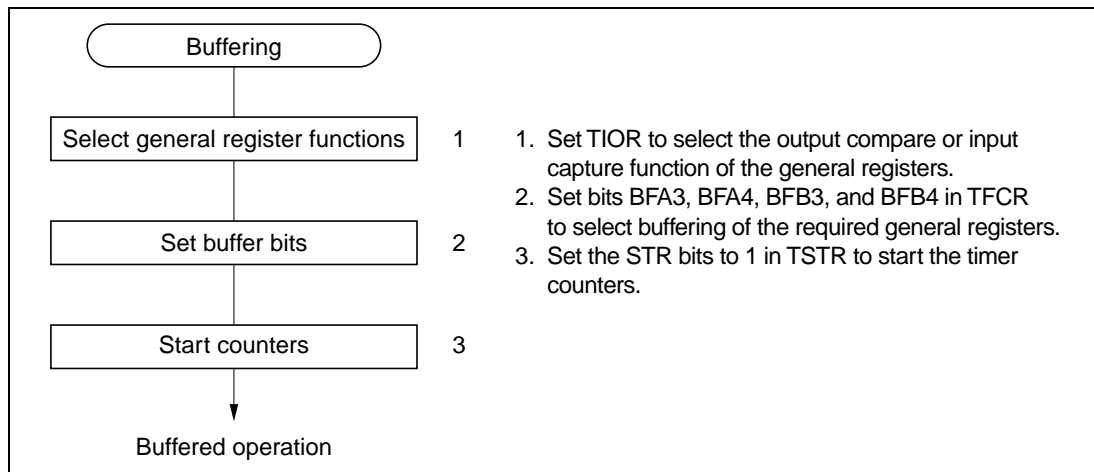 Buffering
Select general register functions 1
Set buffer bits 2
Start counters 3
Buffered operation
1. Set TIOR to select the output compare or input
capture function of the general registers.
2. Set bits BFA3, BFA4, BFB3, and BFB4 in TFCR
to select buffering of the required general registers.
3. Set the STR bits to 1 in TSTR to start the timer
counters.